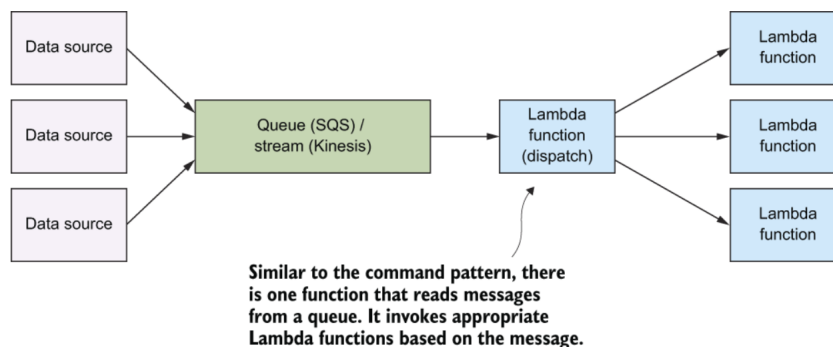 Data source
Data source
Data source
Queue (SQS) /
stream (Kinesis)
Lambda
function
(dispatch)
Lambda
function
Lambda
function
Lambda
function
Similar to the command pattern, there
is one function that reads messages
from a queue. It invokes appropriate
Lambda functions based on the message.